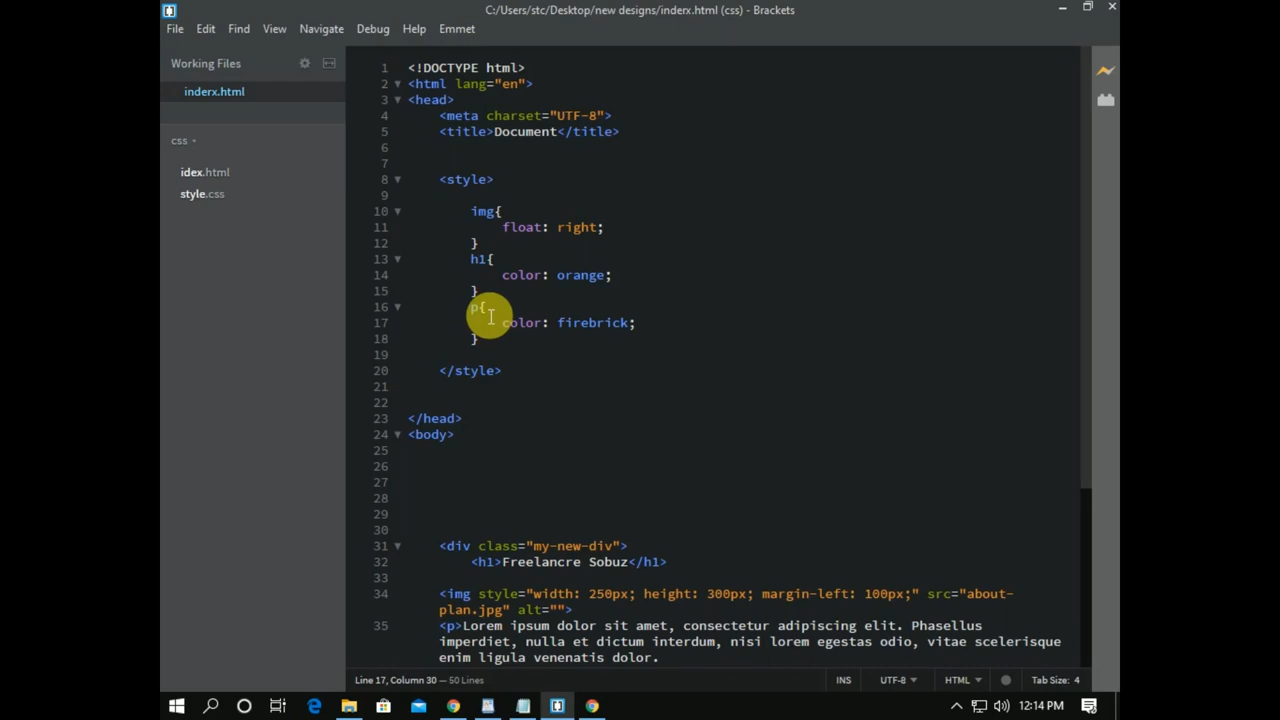 C:/Users/stc/Desktop/new designs/inderx.html (css) - Brackets
File Edit Find View Navigate Debug Help Emmet
Working Files
inderx.html
css
idex.html
style.css
1 <!DOCTYPE html>
2 <html lang="en">
3 <head>
4 <meta charset="UTF-8">
5 <title>Document</title>
6
7
8 <style>
9
10 img{
11 float: right;
12 }
13 h1{
14 color: orange;
15 }
16 p{
17 color: firebrick;
18 }
19
20 </style>
21
22
23 </head>
24 <body>
25
26
27
28
29
30
31 <div class="my-new-div">
32 <h1>Freelancre Sobuz</h1>
33
34 <img style="width: 250px; height: 300px; margin-left: 100px;" src="about-
plan.jpg" alt="">
35 <p>Lorem ipsum dolor sit amet, consectetur adipiscing elit. Phasellus
imperdiet, nulla et dictum interdum, nisi lorem egestas odio, vitae scelerisque
enim ligula venenatis dolor.
Line 17, Column 30 — 50 Lines INS UTF-8 HTML Tab Size: 4
12:14 PM